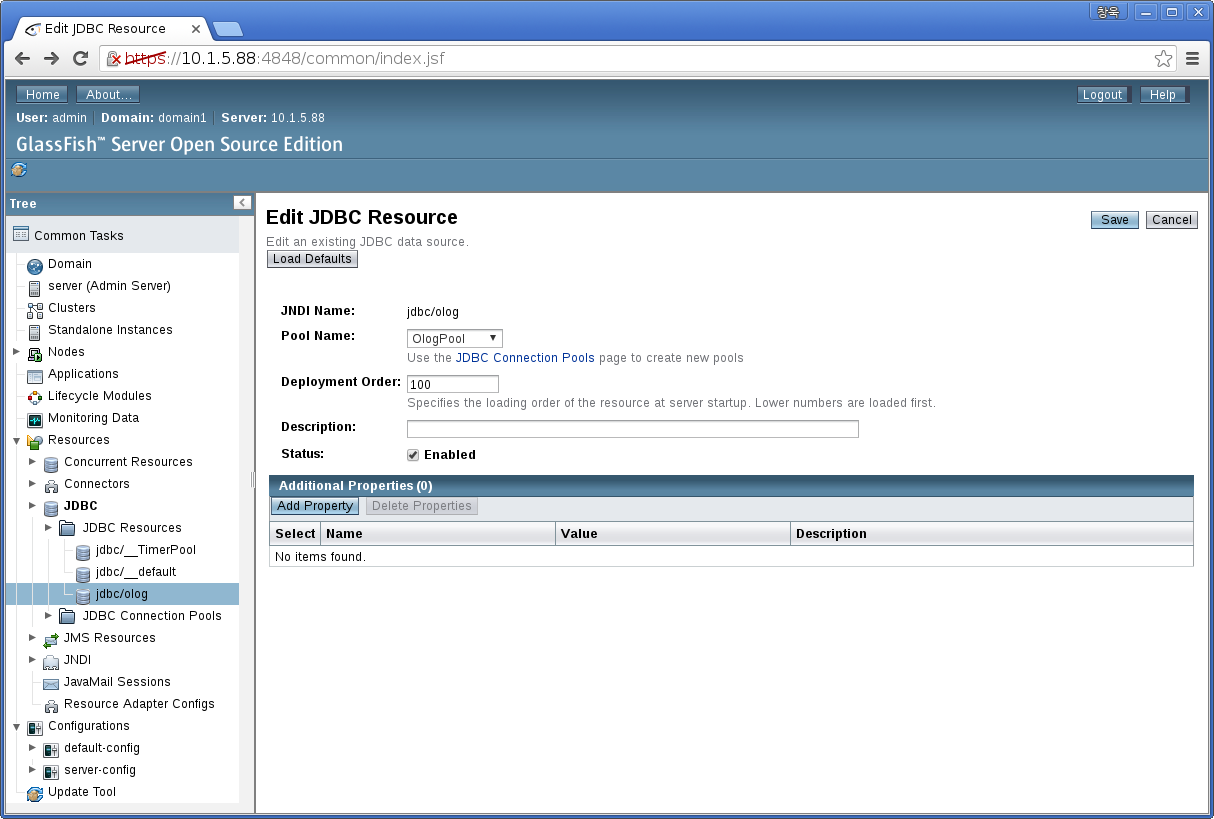 창욱
Edit JDBC Resource
https://10.1.5.88:4848/common/index.jsf
Home About... Logout Help
User: admin Domain: domain1 Server: 10.1.5.88
GlassFish™ Server Open Source Edition
Tree
Common Tasks
Domain
server (Admin Server)
Clusters
Standalone Instances
Nodes
Applications
Lifecycle Modules
Monitoring Data
Resources
Concurrent Resources
Connectors
JDBC
JDBC Resources
jdbc/__TimerPool
jdbc/__default
jdbc/olog
JDBC Connection Pools
JMS Resources
JNDI
JavaMail Sessions
Resource Adapter Configs
Configurations
default-config
server-config
Update Tool
Edit JDBC Resource
Save Cancel
Edit an existing JDBC data source.
Load Defaults
JNDI Name: jdbc/olog
Pool Name: OlogPool
Use the JDBC Connection Pools page to create new pools
Deployment Order: 100
Specifies the loading order of the resource at server startup. Lower numbers are loaded first.
Description:
Status: Enabled
Additional Properties (0)
Add Property Delete Properties
Select Name Value Description
No items found.